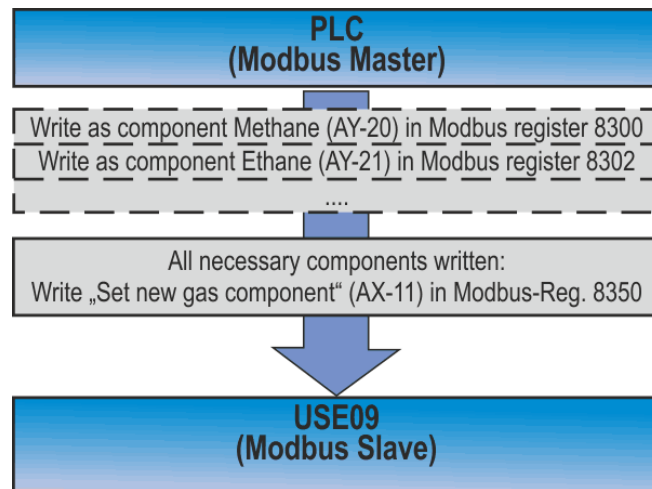 PLC
(Modbus Master)
Write as component Methane (AY-20) in Modbus register 8300
Write as component Ethane (AY-21) in Modbus register 8302
....
All necessary components written:
Write „Set new gas component“ (AX-11) in Modbus-Reg. 8350
USE09
(Modbus Slave)